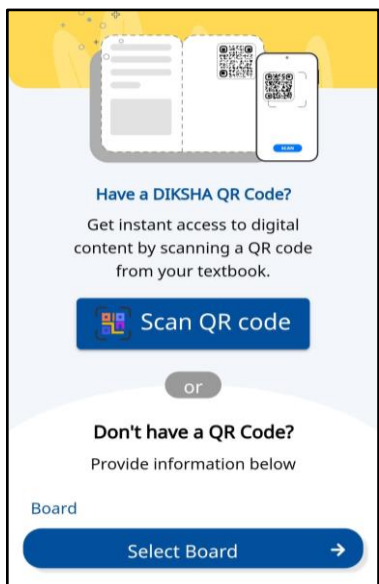 SCAN
Have a DIKSHA QR Code?
Get instant access to digital
content by scanning a QR code
from your textbook.
Scan QR code
or
Don't have a QR Code?
Provide information below
Board
Select Board